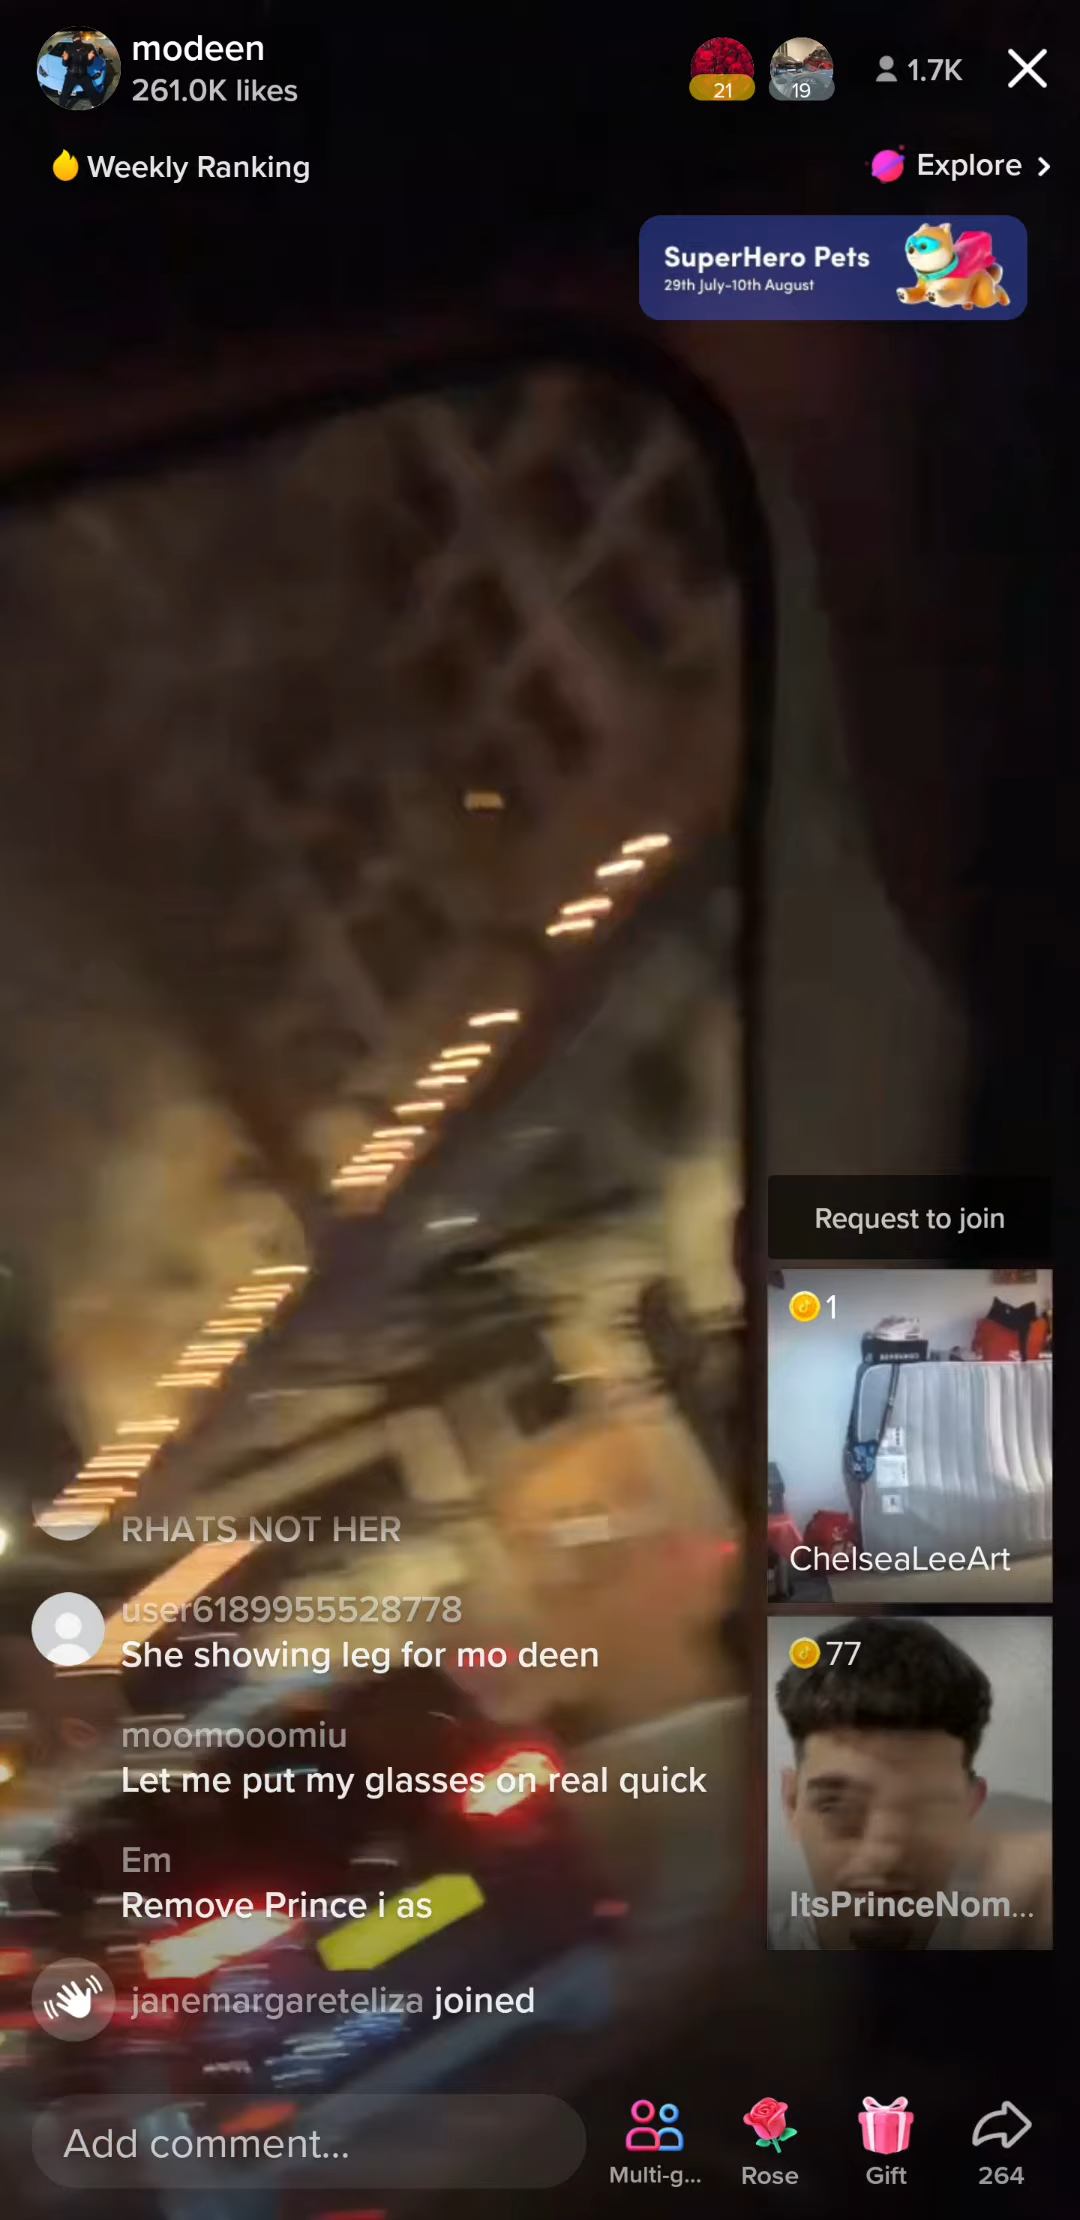 modeen
261.0K likes
21
19
1.7K
Weekly Ranking
Explore
SuperHero Pets
29th July-10th August
Request to join
1
CONVERSE
ChelseaLeeArt
77
ItsPrinceNom...
RHATS NOT HER
user6189955528778
She showing leg for mo deen
moomooomiu
Let me put my glasses on real quick
Em
Remove Prince i as
janemargareteliza joined
Add comment...
Multi-g...
Rose
Gift
264